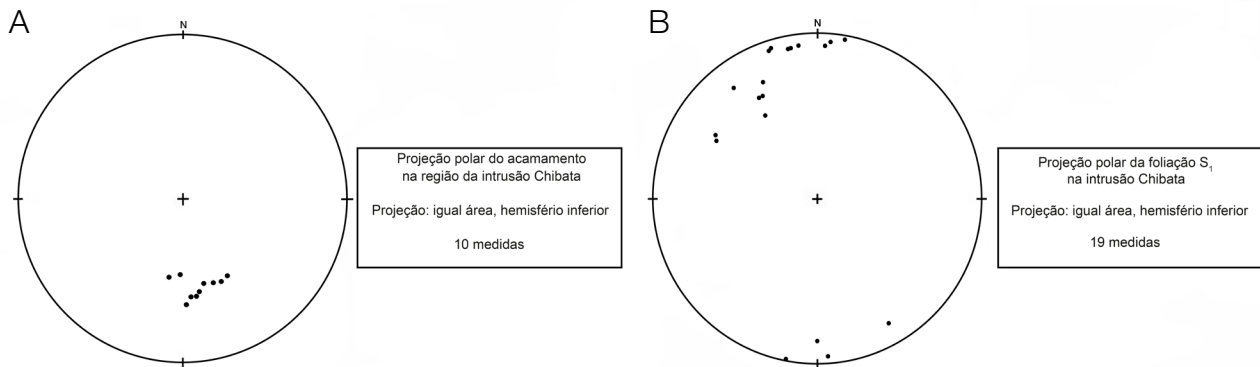 A
N
Projeção polar do acamamento
na região da intrusão Chibata
Projeção: igual área, hemisfério inferior
10 medidas
B
N
Projeção polar da foliação S₁
na intrusão Chibata
Projeção: igual área, hemisfério inferior
19 medidas